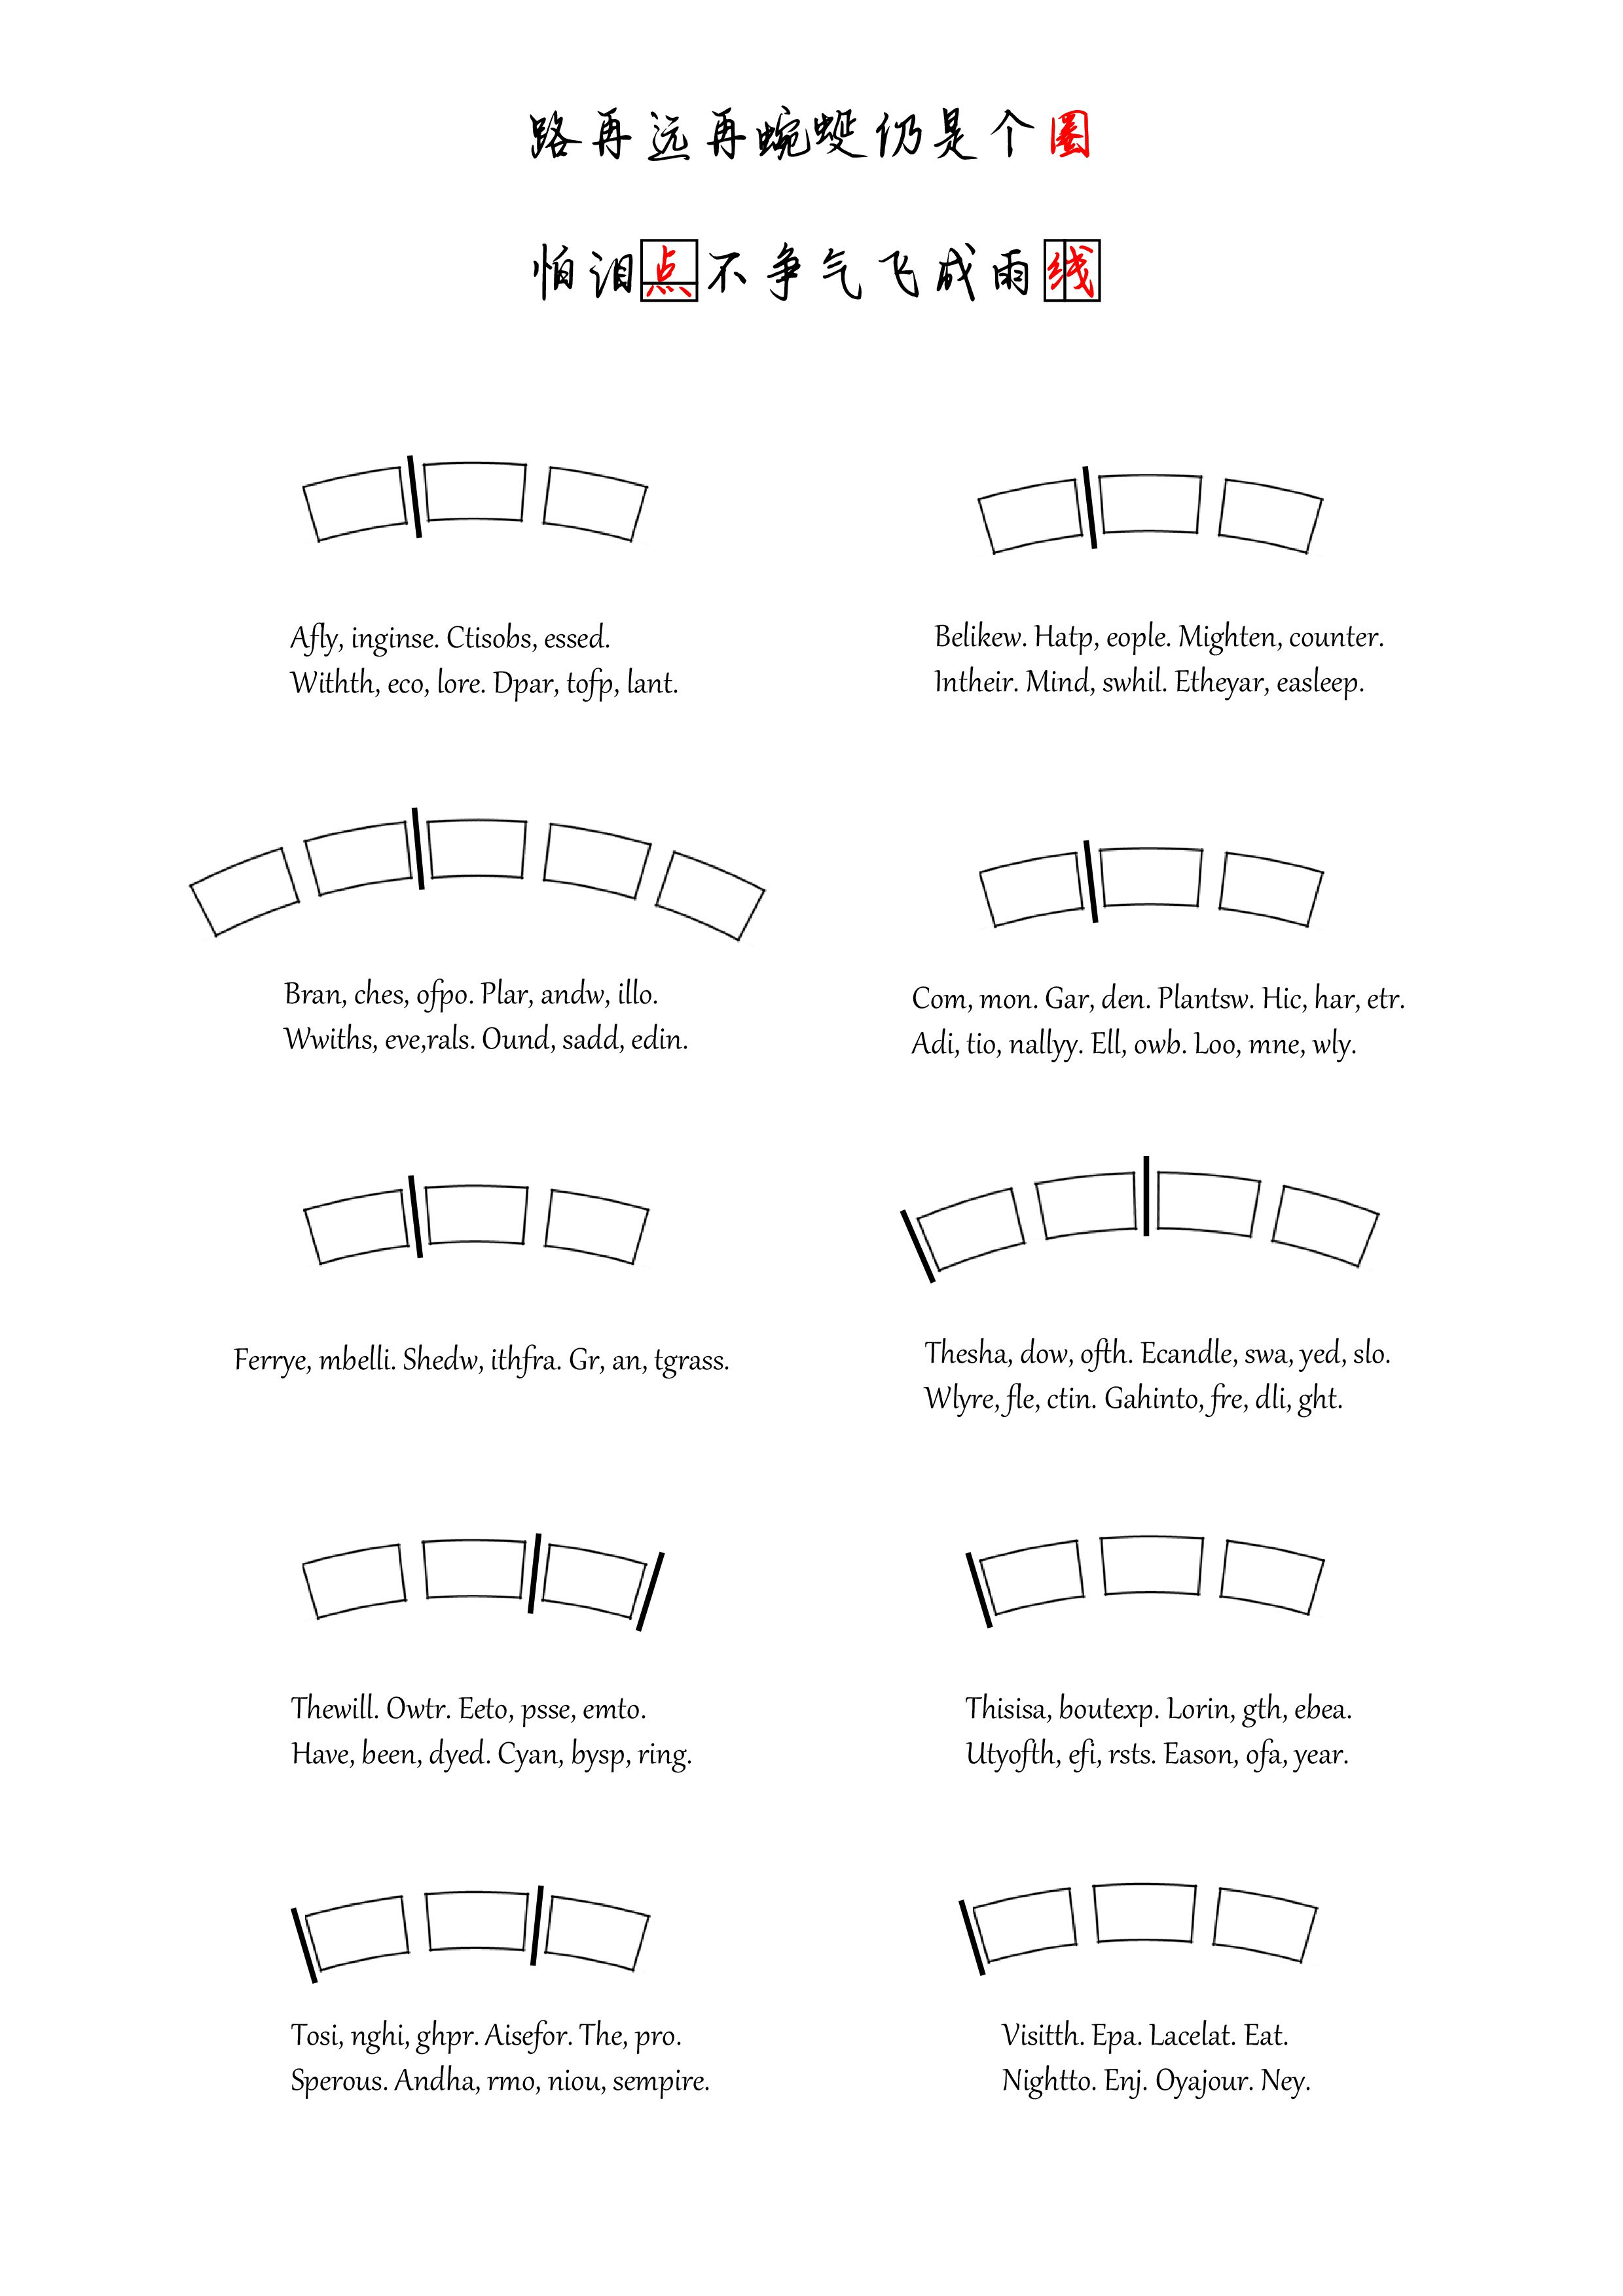 路再远再蜿蜒仍是个圈
怕泪点不争气飞成雨线
Afly, inginse. Ctisobs, essed.
Withth, eco, lore. Dpar, tofp, lant.
Belikew. Hatp, eople. Mighten, counter.
Intheir. Mind, swhil. Etheyar, easleep.
Bran, ches, ofpo. Plar, andw, illo.
Wwiths, eve,rals. Ound, sadd, edin.
Com, mon. Gar, den. Plantsw. Hic, har, etr.
Adi, tio, nallyy. Ell, owb. Loo, mne, wly.
Ferrye, mbelli. Shedw, ithfra. Gr, an, tgrass.
Thesha, dow, ofth. Ecandle, swa, yed, slo.
Wlyre, fle, ctin. Gahinto, fre, dli, ght.
Thewill. Owtr. Eeto, psse, emto.
Have, been, dyed. Cyan, bysp, ring.
Thisisa, boutexp. Lorin, gth, ebea.
Utyofth, efi, rsts. Eason, ofa, year.
Tosi, nghi, ghpr. Aisefor. The, pro.
Sperous. Andha, rmo, niou, sempire.
Visitth. Epa. Lacelat. Eat.
Nightto. Enj. Oyajour. Ney.